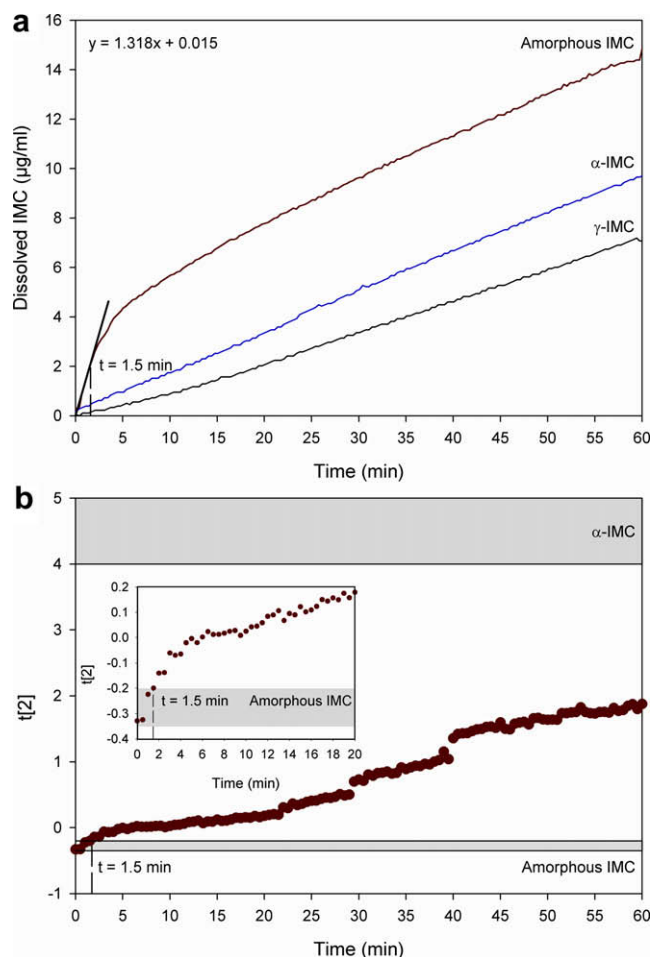 a
16
14
12
10
8
6
4
2
0
Dissolved IMC (µg/ml)
y = 1.318x + 0.015
Amorphous IMC
α-IMC
γ-IMC
t = 1.5 min
0 5 10 15 20 25 30 35 40 45 50 55 60
Time (min)
b
5
4
3
2
1
0
-1
t[2]
α-IMC
0.2
0.1
0.0
-0.1
-0.2
-0.3
-0.4
t[2]
t = 1.5 min
Amorphous IMC
0 2 4 6 8 10 12 14 16 18 20
Time (min)
t = 1.5 min
Amorphous IMC
0 5 10 15 20 25 30 35 40 45 50 55 60
Time (min)